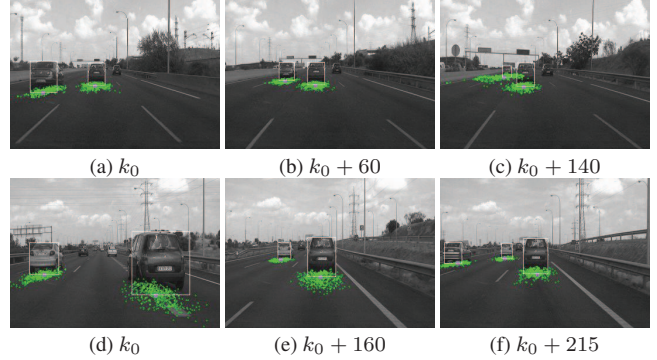 (a) k₀ (b) k₀ + 60 (c) k₀ + 140
(d) k₀ (e) k₀ + 160 (f) k₀ + 215